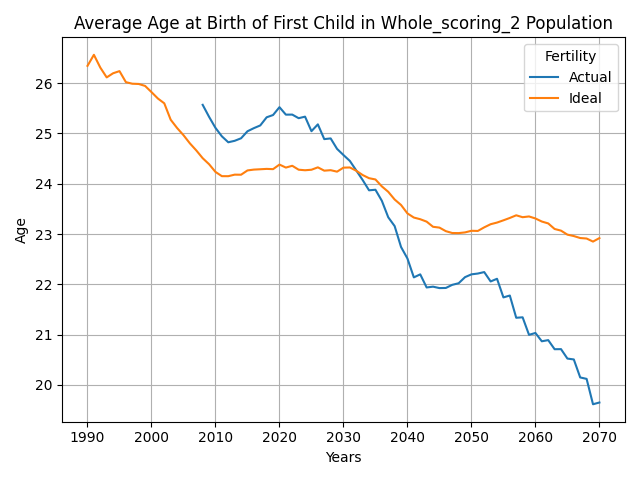 Average Age at Birth of First Child in Whole_scoring_2 Population
Fertility
Actual
Ideal
Age
26
25
24
23
22
21
20
1990 2000 2010 2020 2030 2040 2050 2060 2070
Years